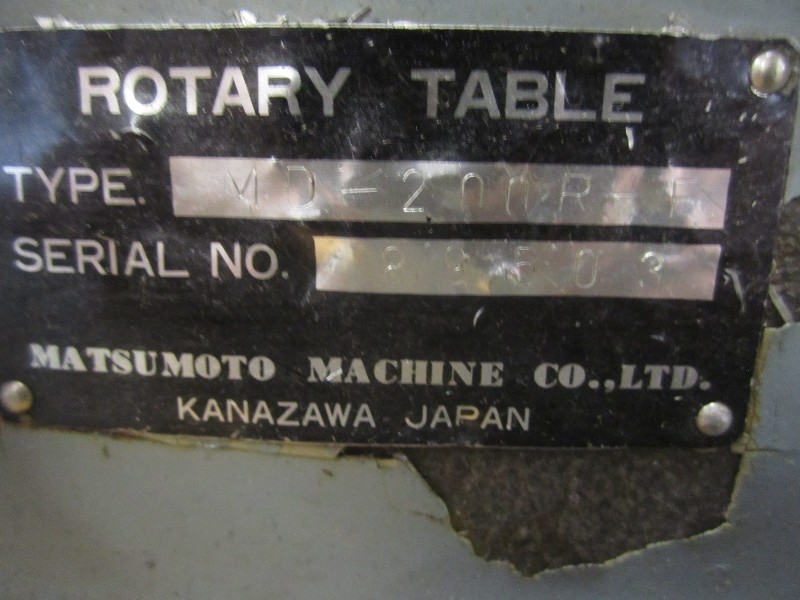 ROTARY TABLE
TYPE. MD-200R-F
SERIAL NO.
MATSUMOTO MACHINE CO.,LTD.
KANAZAWA JAPAN